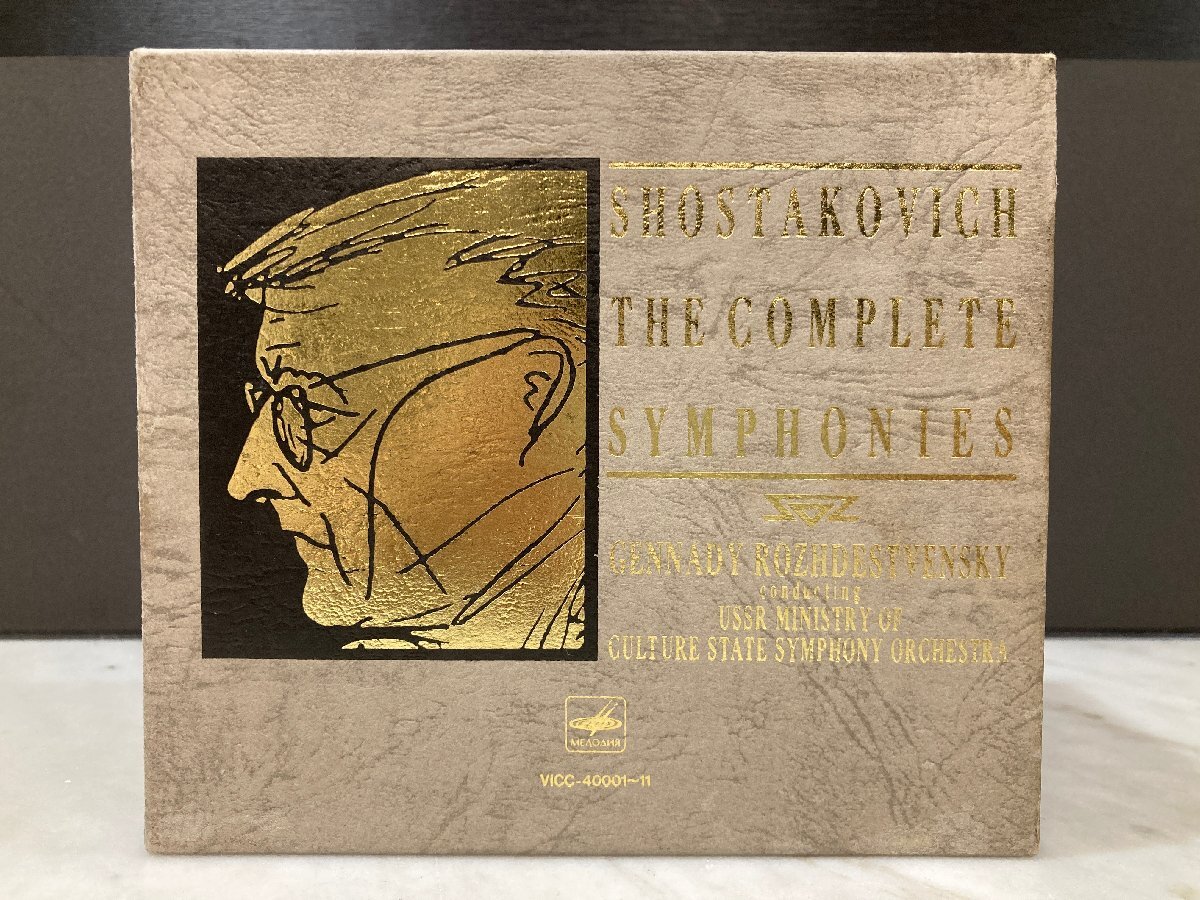 SHOSTAKOVICH
THE COMPLETE
SYMPHONIES
GENNADY ROZHDESTVENSKY
conducting
USSR MINISTRY OF
CULTURE STATE SYMPHONY ORCHESTRA
МЕЛОДИЯ
VICC-40001~11